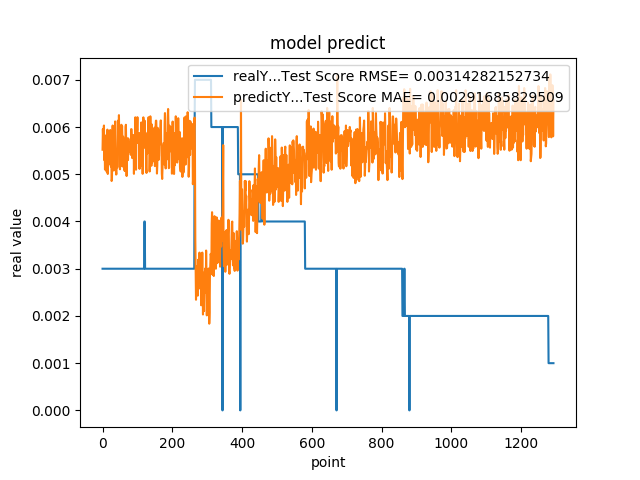 model predict
realY...Test Score RMSE= 0.00314282152734
predictY...Test Score MAE= 0.00291685829509
0.007
0.006
0.005
0.004
0.003
0.002
0.001
0.000
real value
0 200 400 600 800 1000 1200
point